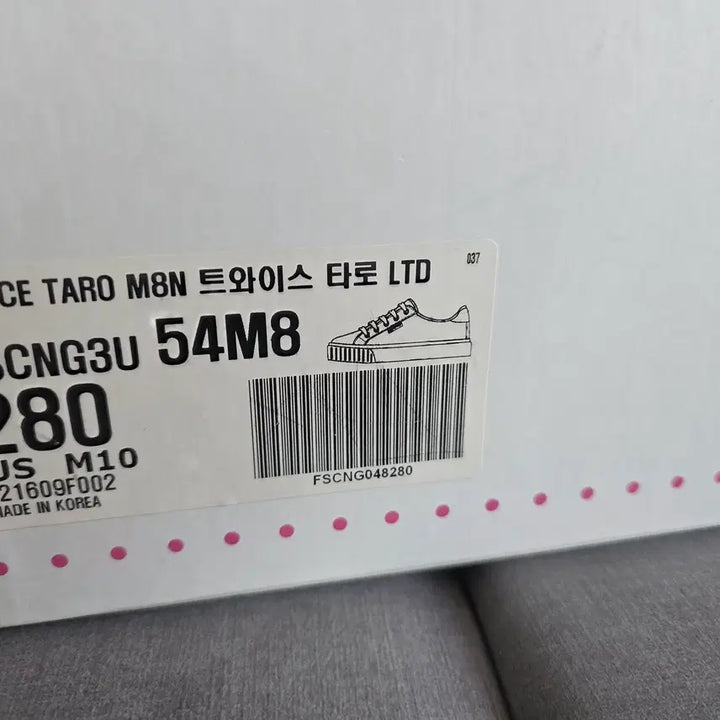 CE TARO M8N 트와이스 타로 LTD
037
SCNG3U 54M8
280
US M10
21609F002
MADE IN KOREA
FSCNG048280